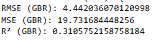 RMSE (GBR): 4.442036070120998
MSE (GBR): 19.731684448256
R² (GBR): 0.3105752158758184